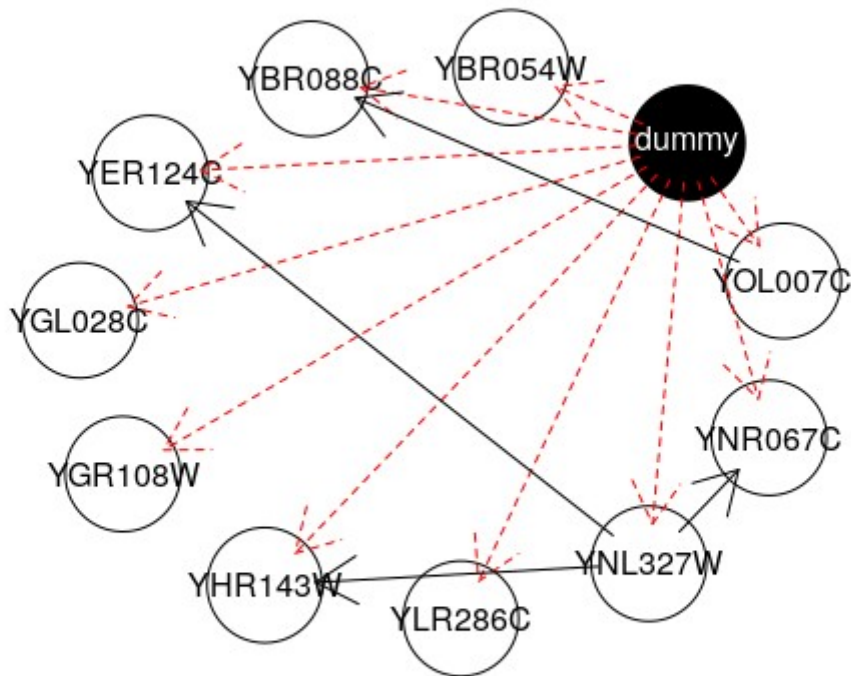 YBR054W
YBR088C
dummy
YER124C
YOL007C
YGL028C
YNR067C
YGR108W
YNL327W
YHR143W
YLR286C